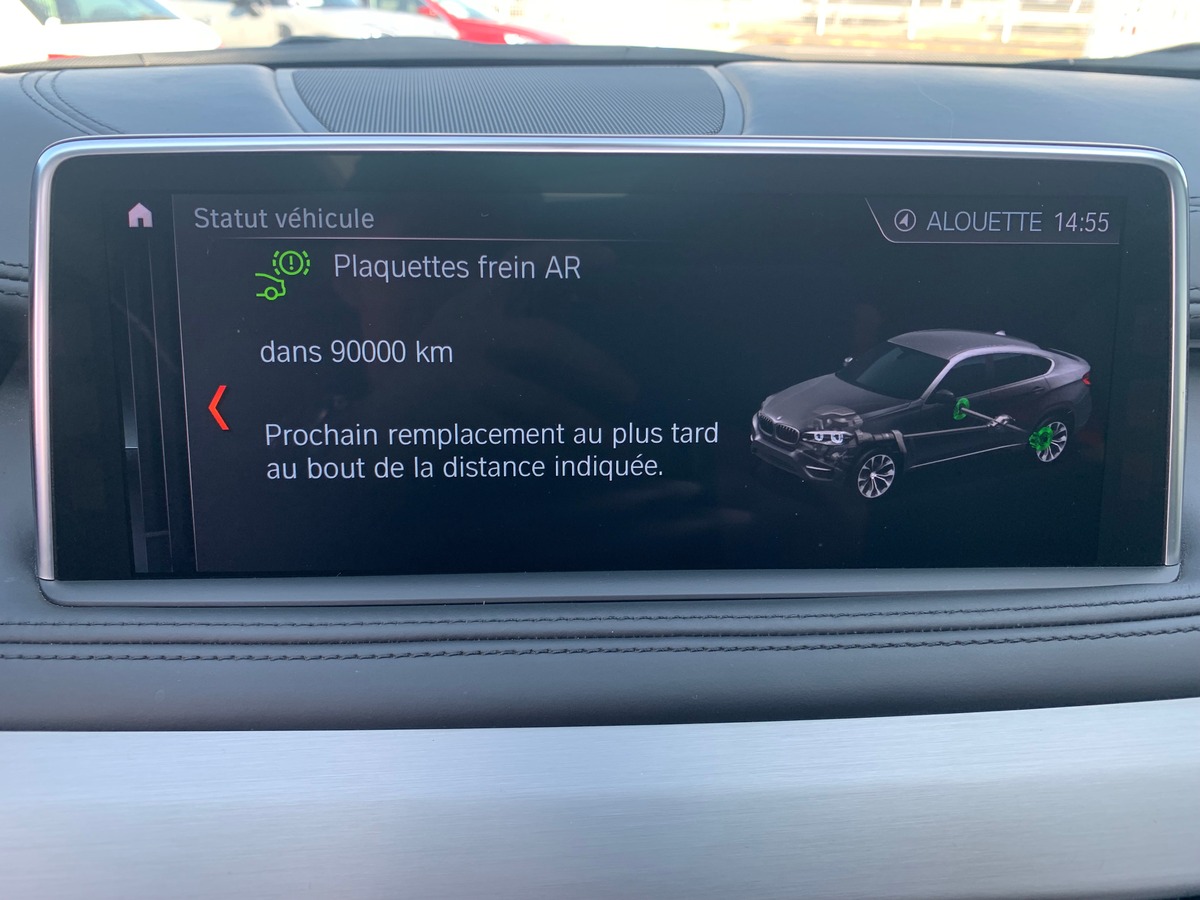 Statut véhicule
ALOUETTE 14:55
Plaquettes frein AR
dans 90000 km
Prochain remplacement au plus tard
au bout de la distance indiquée.